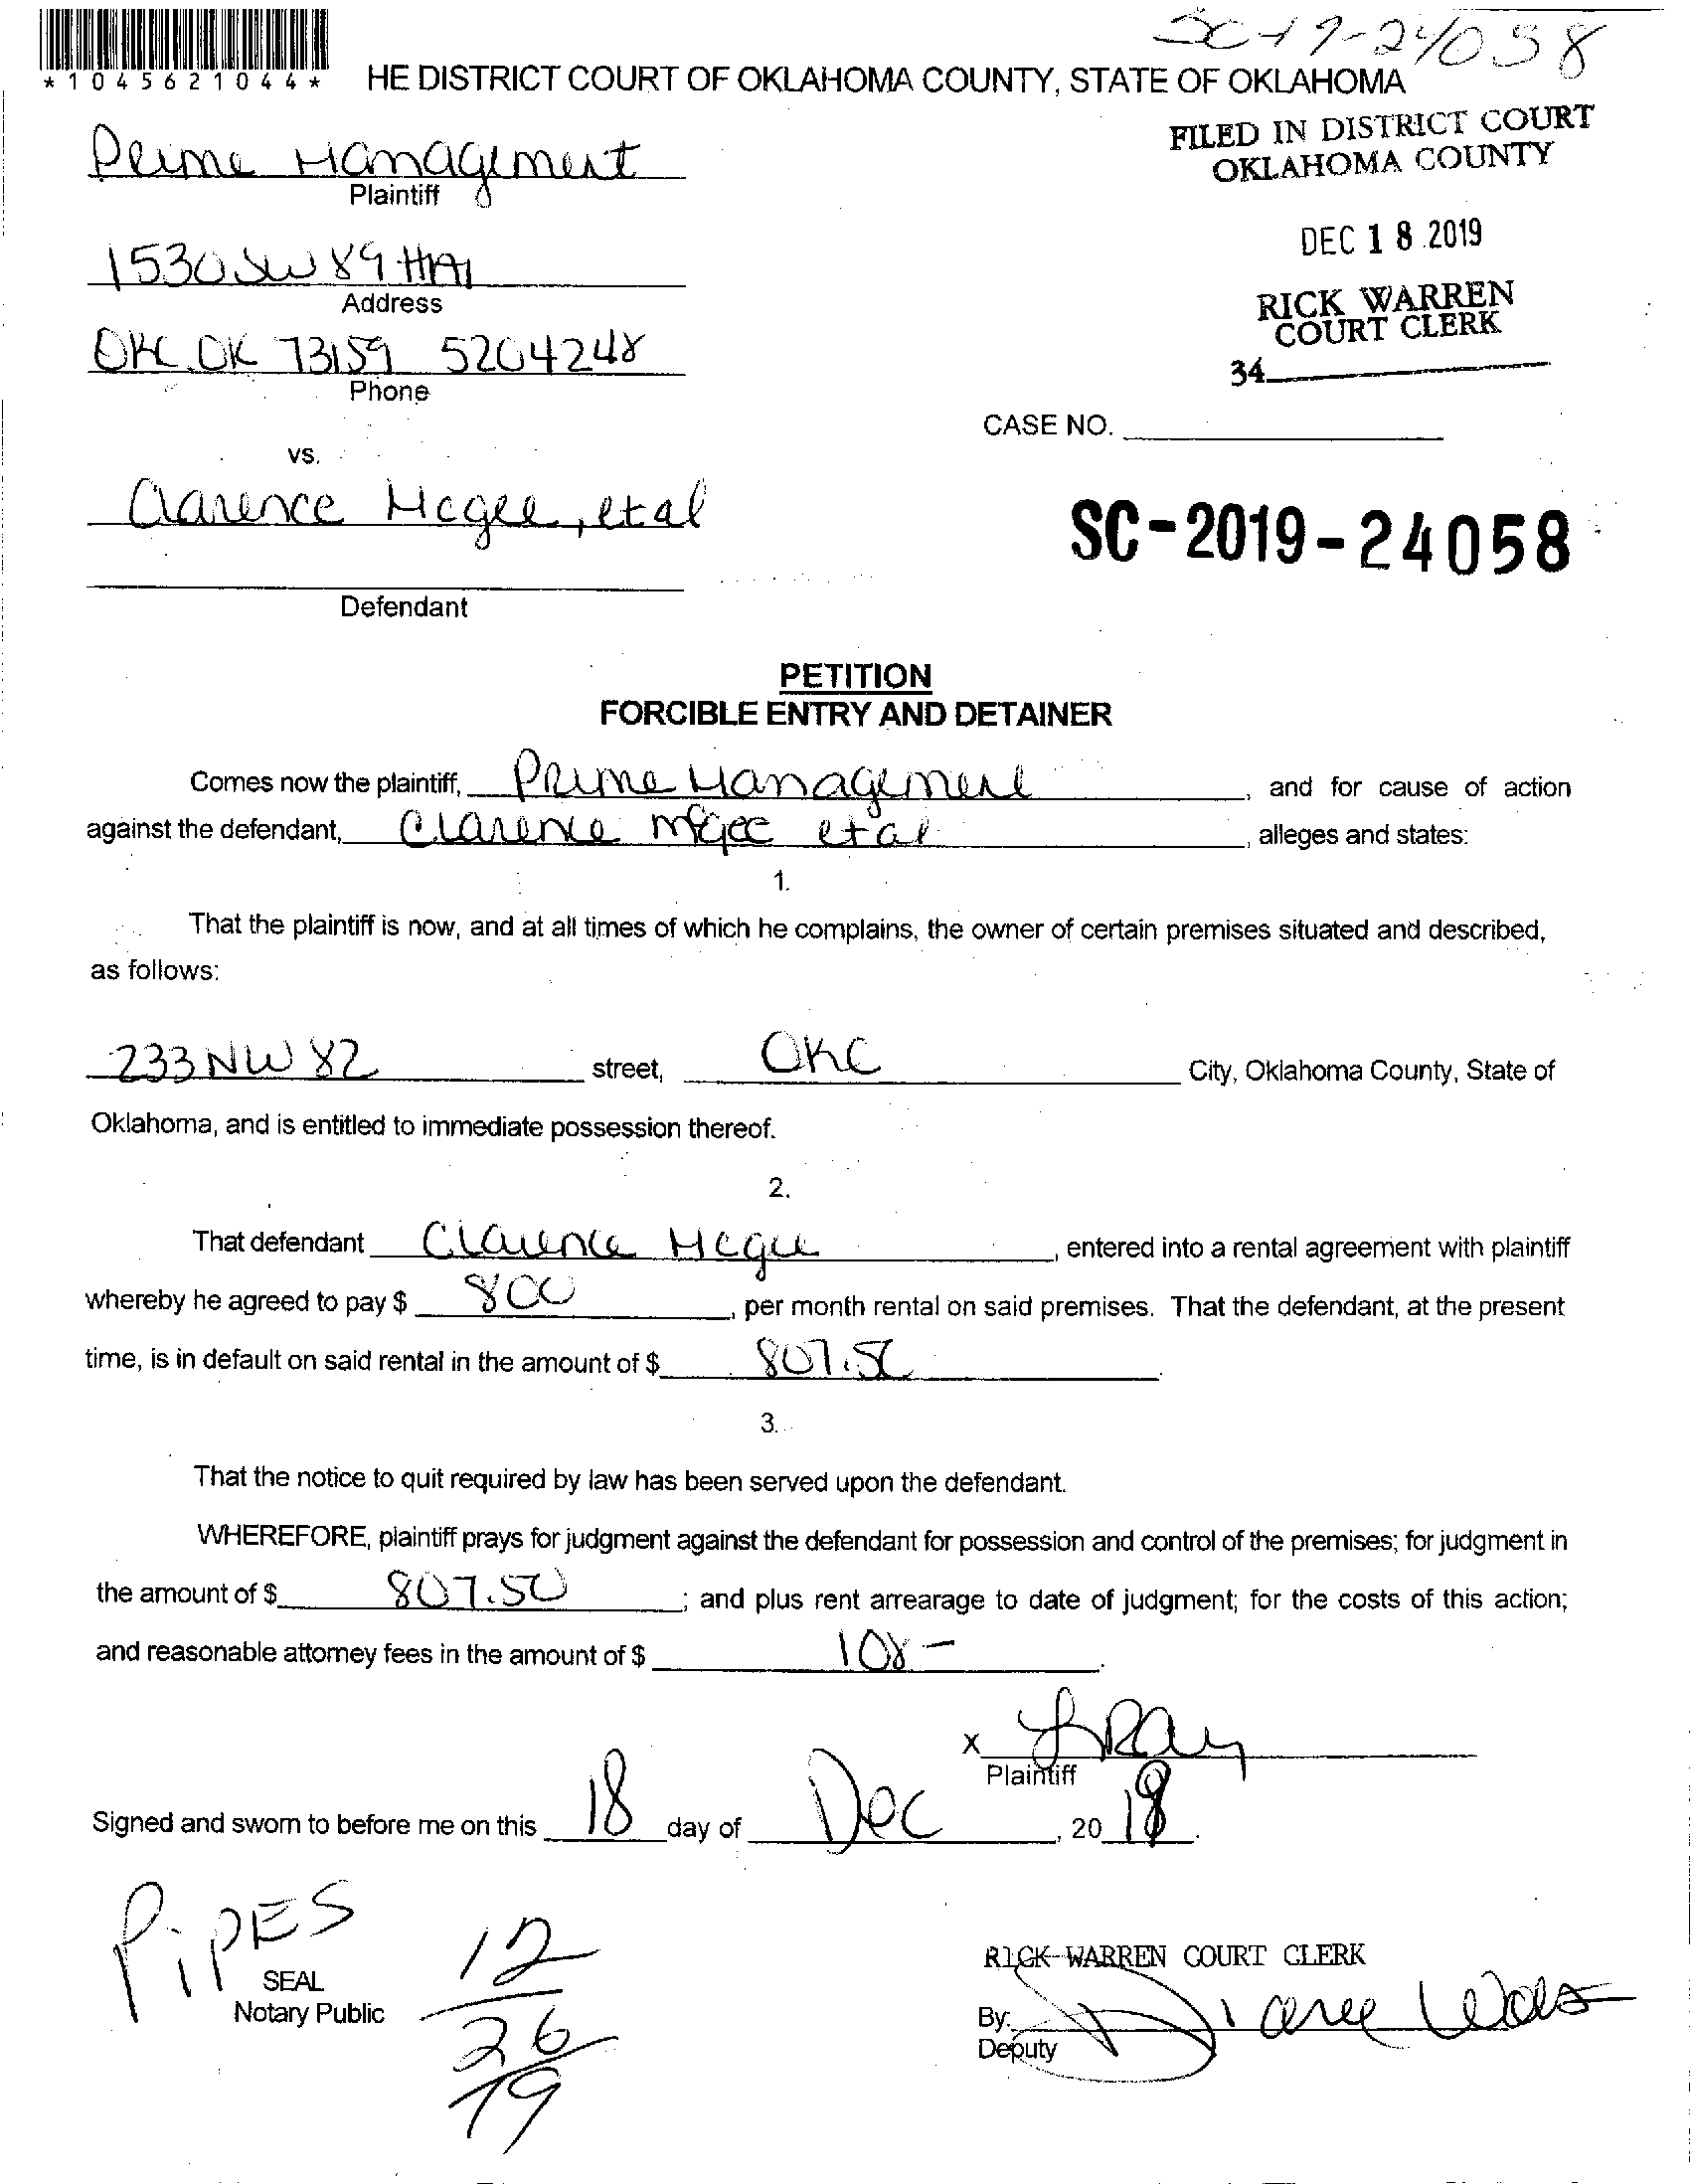 SC-19-24058
*1045621044*
HE DISTRICT COURT OF OKLAHOMA COUNTY, STATE OF OKLAHOMA
FILED IN DISTRICT COURT
OKLAHOMA COUNTY
Prime Management
Plaintiff
DEC 18 2019
1530 SW 89 #A1
Address
RICK WARREN
COURT CLERK
OKC OK 73159 5204248
Phone
34
CASE NO.
vs.
Clarence Mcgee, etal
SC-2019-24058
Defendant
PETITION
FORCIBLE ENTRY AND DETAINER
Comes now the plaintiff, Prime Management, and for cause of action
against the defendant, Clarence Mcgee et al, alleges and states:
1.
That the plaintiff is now, and at all times of which he complains, the owner of certain premises situated and described,
as follows:
233 NW 82 street, OKC City, Oklahoma County, State of
Oklahoma, and is entitled to immediate possession thereof.
2.
That defendant Clarence Mcgee, entered into a rental agreement with plaintiff
whereby he agreed to pay $ 800, per month rental on said premises. That the defendant, at the present
time, is in default on said rental in the amount of $ 807.50.
3.
That the notice to quit required by law has been served upon the defendant.
WHEREFORE, plaintiff prays for judgment against the defendant for possession and control of the premises; for judgment in
the amount of $ 807.50; and plus rent arrearage to date of judgment; for the costs of this action;
and reasonable attorney fees in the amount of $ 108-.
x
Plaintiff
Signed and sworn to before me on this 18 day of Dec, 20
PiPES
12
SEAL
Notary Public
26
19
RICK WARREN COURT CLERK
By: Diane
Deputy